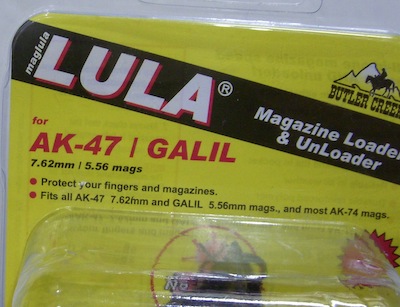 maglula
LULA®
BUTLER CREEK
Magazine Loader
& UnLoader
for
AK-47 / GALIL
7.62mm / 5.56 mags
● Protect your fingers and magazines.
● Fits all AK-47 7.62mm and GALIL 5.56mm mags., and most AK-74 mags.